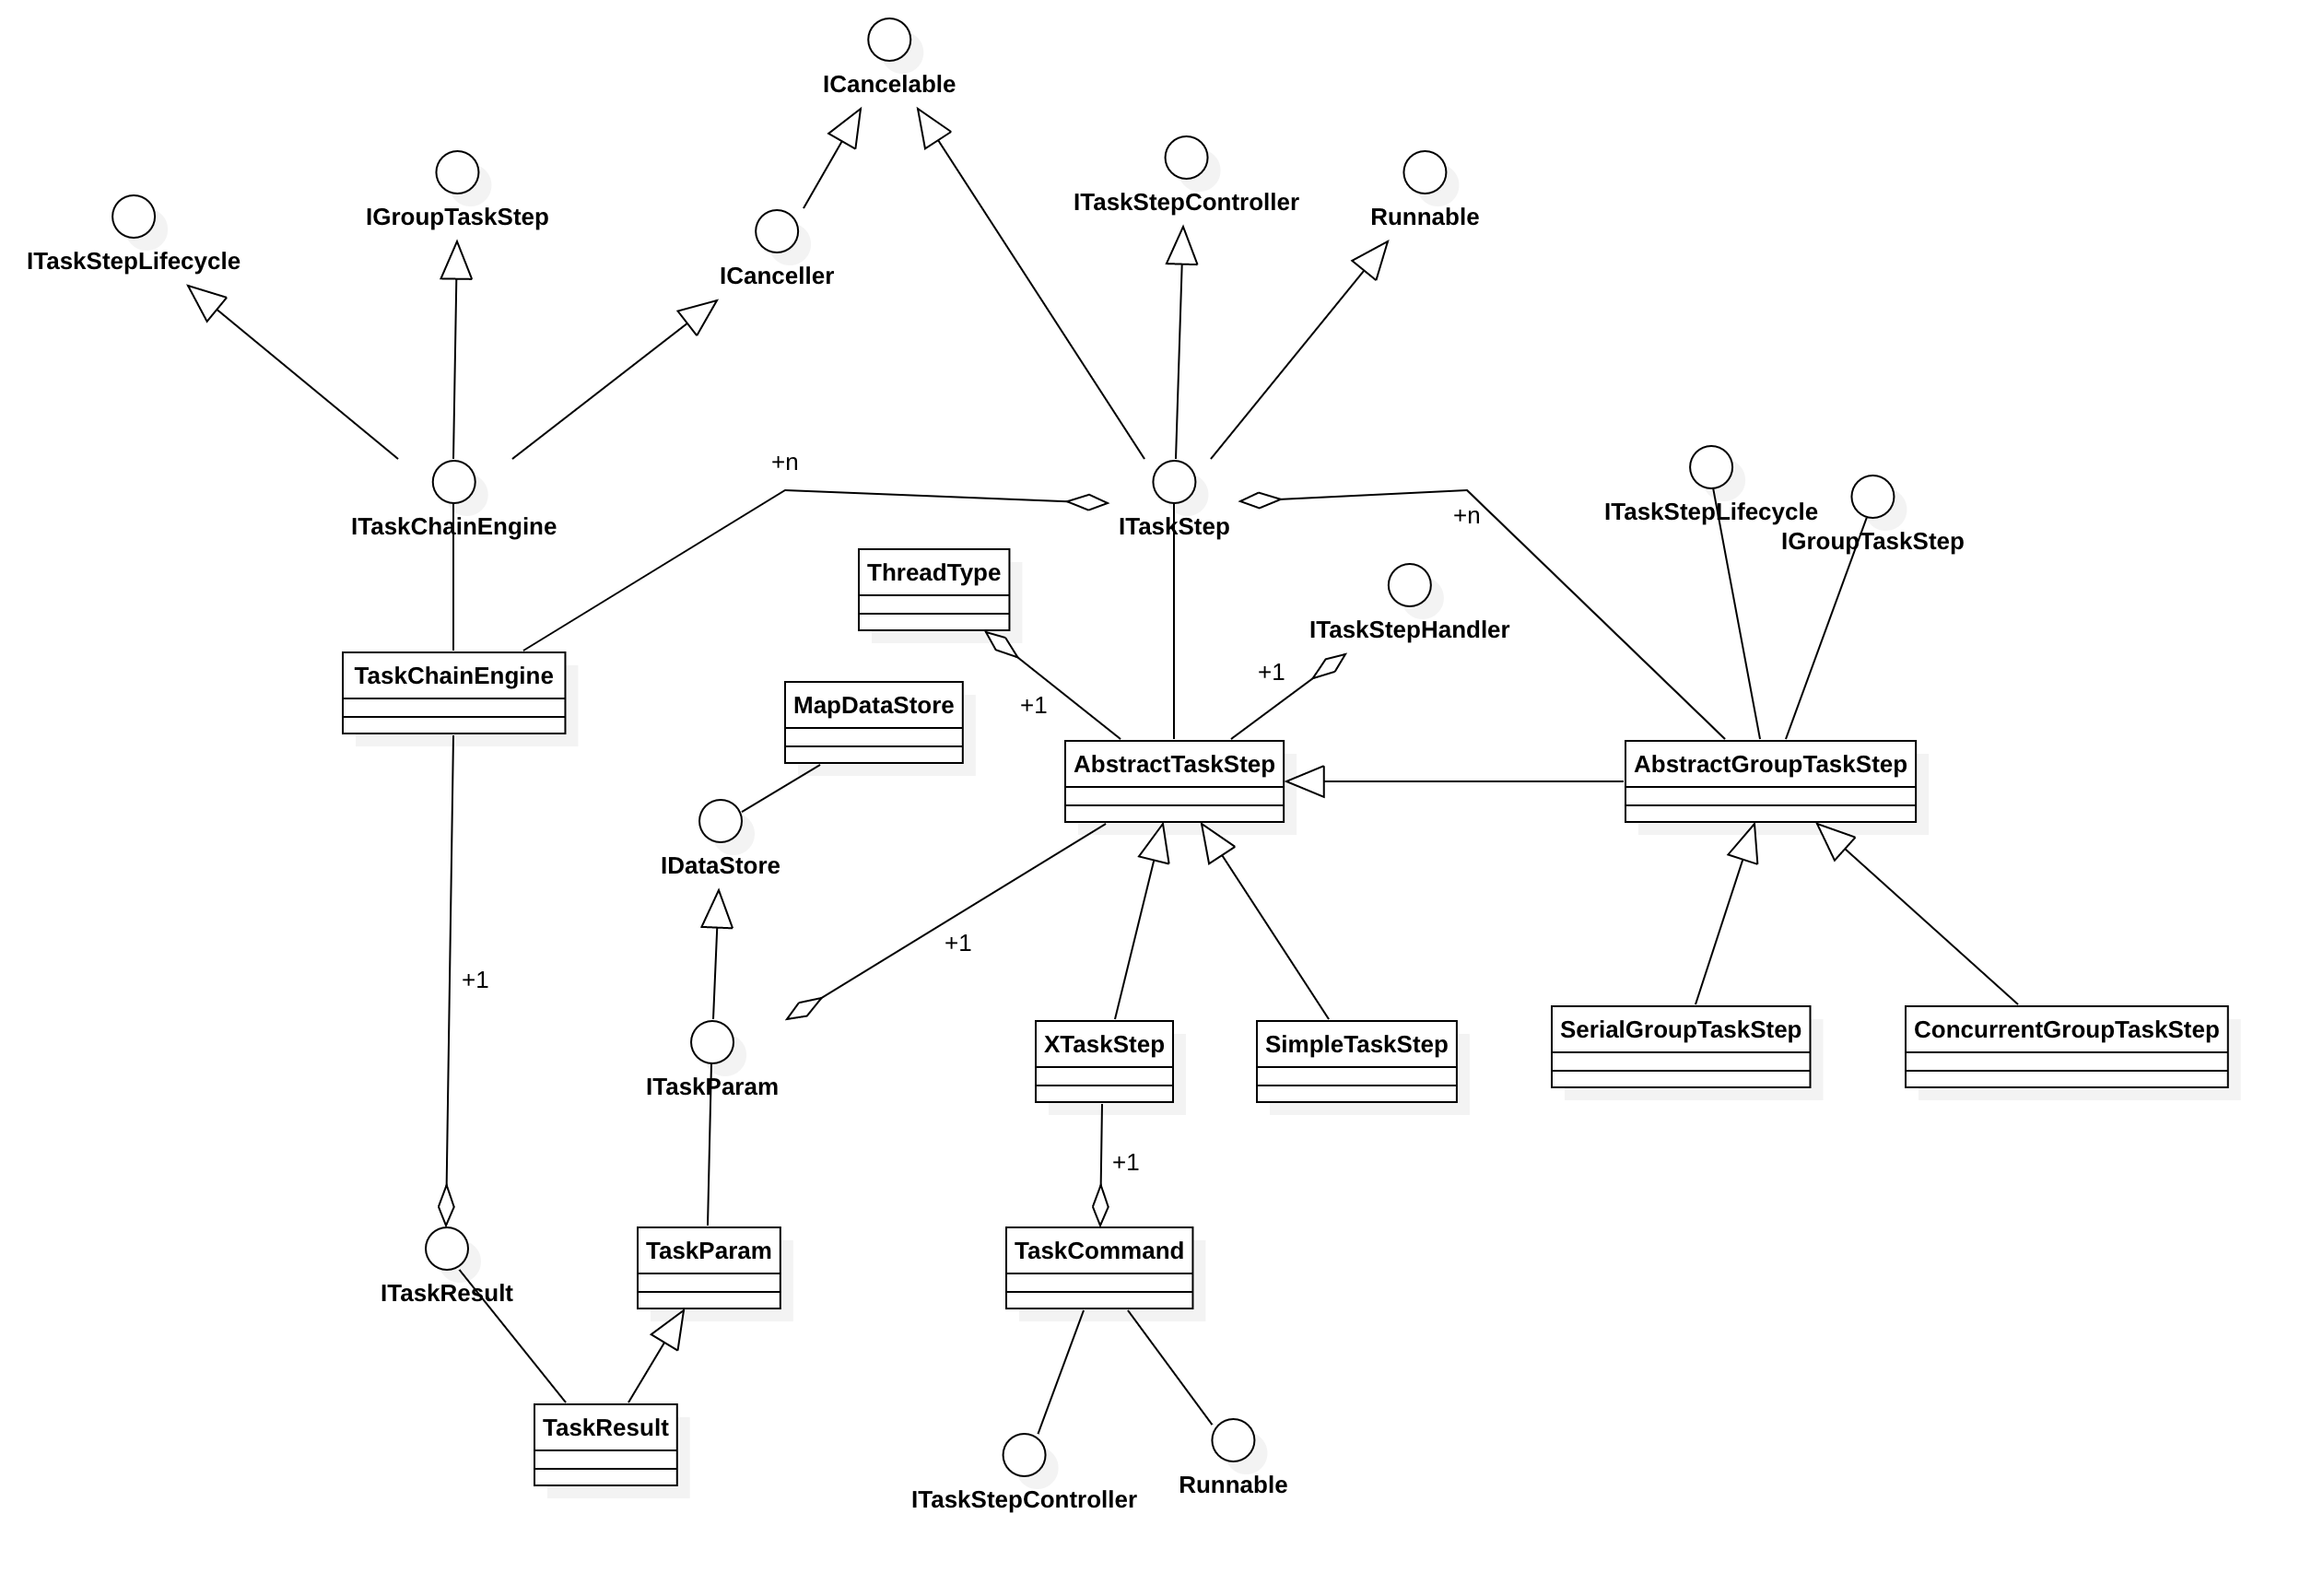 ICancelable
ITaskStepController
Runnable
IGroupTaskStep
ITaskStepLifecycle
ICanceller
+n
ITaskChainEngine
ITaskStep
+n
ITaskStepLifecycle
IGroupTaskStep
ThreadType
ITaskStepHandler
TaskChainEngine
+1
MapDataStore
+1
AbstractTaskStep
AbstractGroupTaskStep
IDataStore
+1
+1
SerialGroupTaskStep
ConcurrentGroupTaskStep
XTaskStep
SimpleTaskStep
ITaskParam
+1
TaskParam
TaskCommand
ITaskResult
TaskResult
Runnable
ITaskStepController